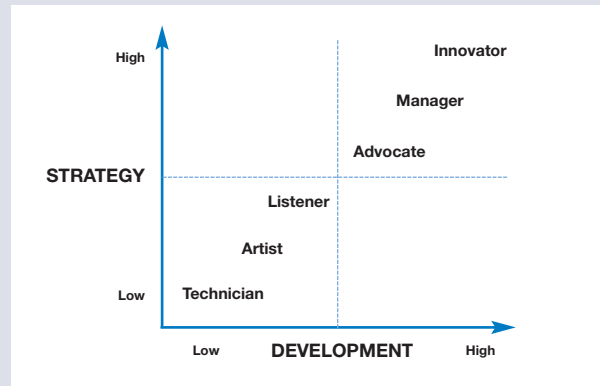 Innovator
High
Manager
Advocate
STRATEGY
Listener
Artist
Technician
Low
Low DEVELOPMENT High